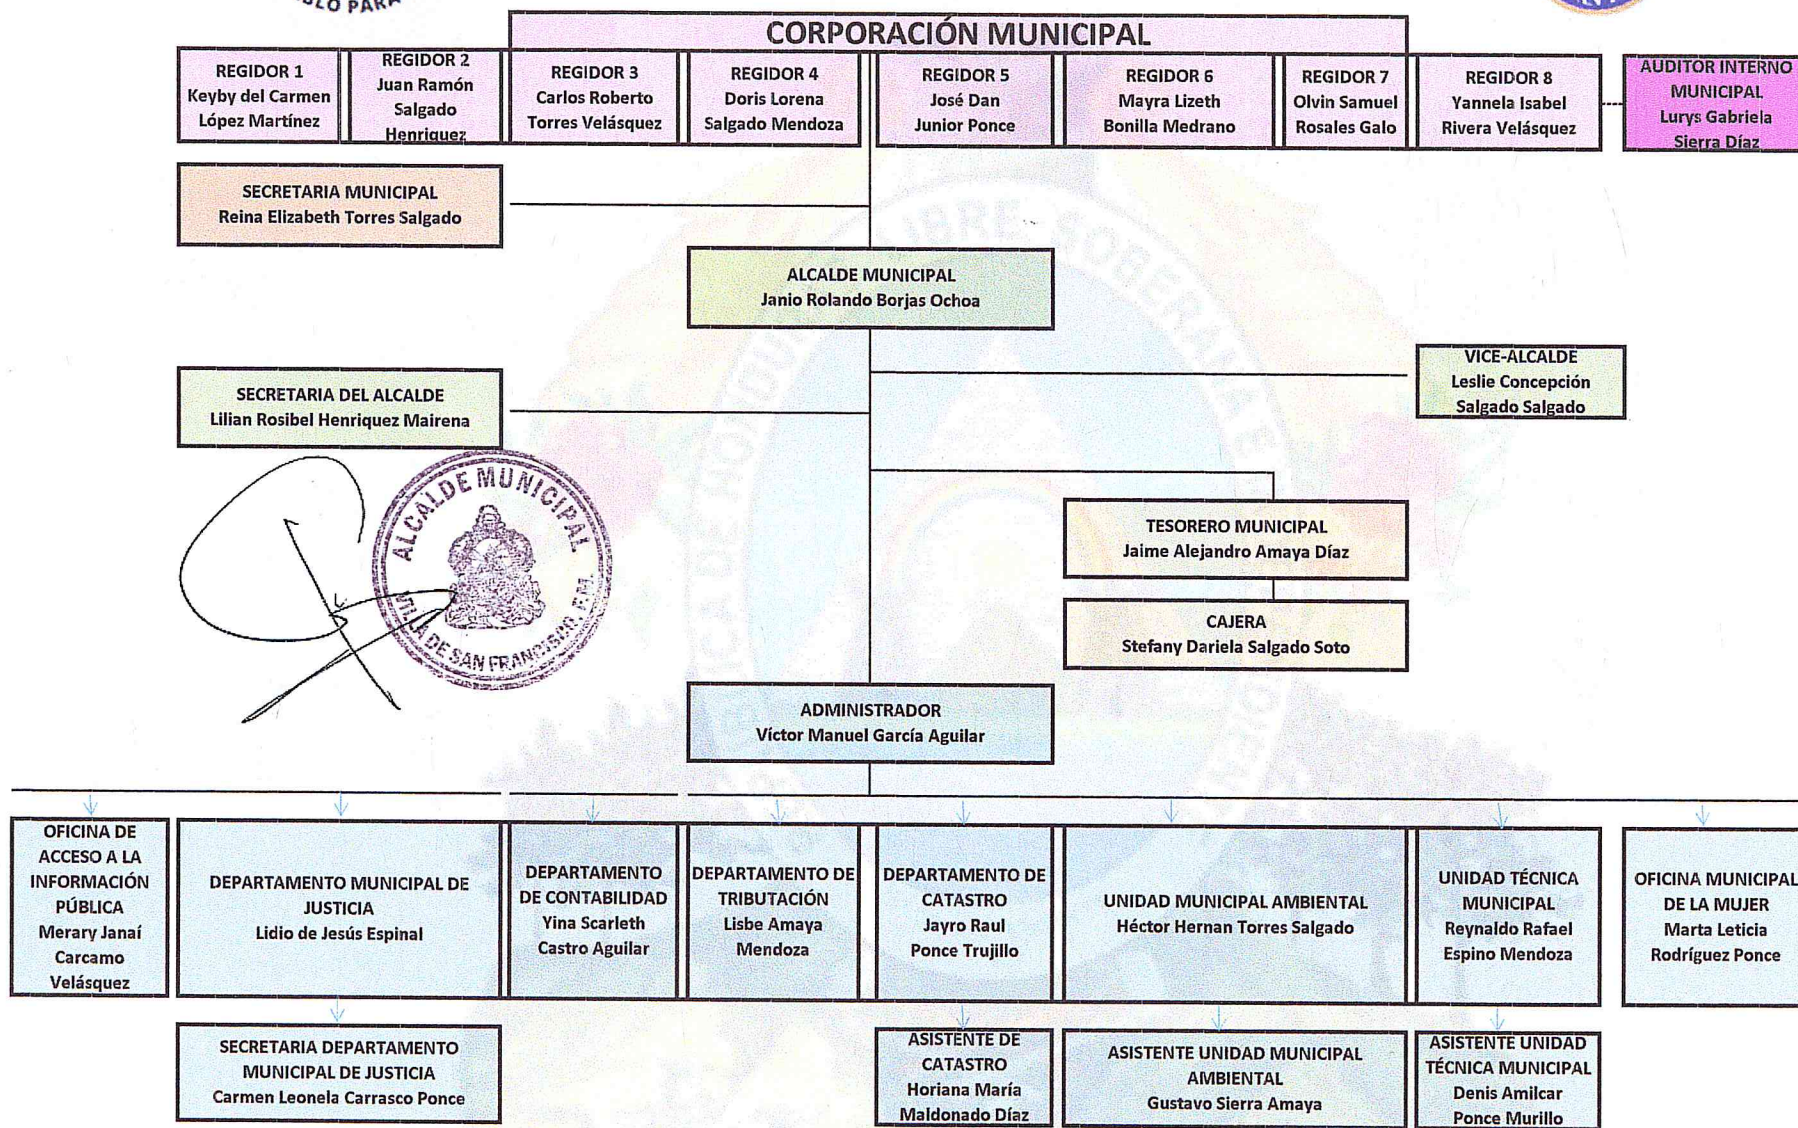 BLO PARA
CORPORACIÓN MUNICIPAL
REGIDOR 1
Keyby del Carmen
López Martínez
REGIDOR 2
Juan Ramón
Salgado
Henriquez
REGIDOR 3
Carlos Roberto
Torres Velásquez
REGIDOR 4
Doris Lorena
Salgado Mendoza
REGIDOR 5
José Dan
Junior Ponce
REGIDOR 6
Mayra Lizeth
Bonilla Medrano
REGIDOR 7
Olvin Samuel
Rosales Galo
REGIDOR 8
Yannela Isabel
Rivera Velásquez
AUDITOR INTERNO
MUNICIPAL
Lurys Gabriela
Sierra Díaz
SECRETARIA MUNICIPAL
Reina Elizabeth Torres Salgado
ALCALDE MUNICIPAL
Janio Rolando Borjas Ochoa
VICE-ALCALDE
Leslie Concepción
Salgado Salgado
SECRETARIA DEL ALCALDE
Lilian Rosibel Henriquez Mairena
ALCALDE MUNICIPAL
DE SAN FRANCISCO, F.M.
TESORERO MUNICIPAL
Jaime Alejandro Amaya Díaz
CAJERA
Stefany Dariela Salgado Soto
ADMINISTRADOR
Víctor Manuel García Aguilar
OFICINA DE
ACCESO A LA
INFORMACIÓN
PÚBLICA
Merary Janaí
Carcamo
Velásquez
DEPARTAMENTO MUNICIPAL DE
JUSTICIA
Lidio de Jesús Espinal
DEPARTAMENTO
DE CONTABILIDAD
Yina Scarleth
Castro Aguilar
DEPARTAMENTO DE
TRIBUTACIÓN
Lisbe Amaya
Mendoza
DEPARTAMENTO DE
CATASTRO
Jayro Raul
Ponce Trujillo
UNIDAD MUNICIPAL AMBIENTAL
Héctor Hernan Torres Salgado
UNIDAD TÉCNICA
MUNICIPAL
Reynaldo Rafael
Espino Mendoza
OFICINA MUNICIPAL
DE LA MUJER
Marta Leticia
Rodríguez Ponce
SECRETARIA DEPARTAMENTO
MUNICIPAL DE JUSTICIA
Carmen Leonela Carrasco Ponce
ASISTENTE DE
CATASTRO
Horiana María
Maldonado Díaz
ASISTENTE UNIDAD MUNICIPAL
AMBIENTAL
Gustavo Sierra Amaya
ASISTENTE UNIDAD
TÉCNICA MUNICIPAL
Denis Amilcar
Ponce Murillo